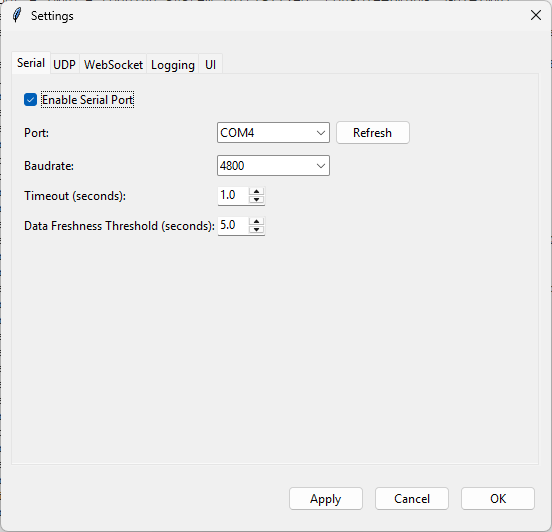 Settings
Serial UDP WebSocket Logging UI
Enable Serial Port
Port: COM4 Refresh
Baudrate: 4800
Timeout (seconds): 1.0
Data Freshness Threshold (seconds): 5.0
Apply Cancel OK